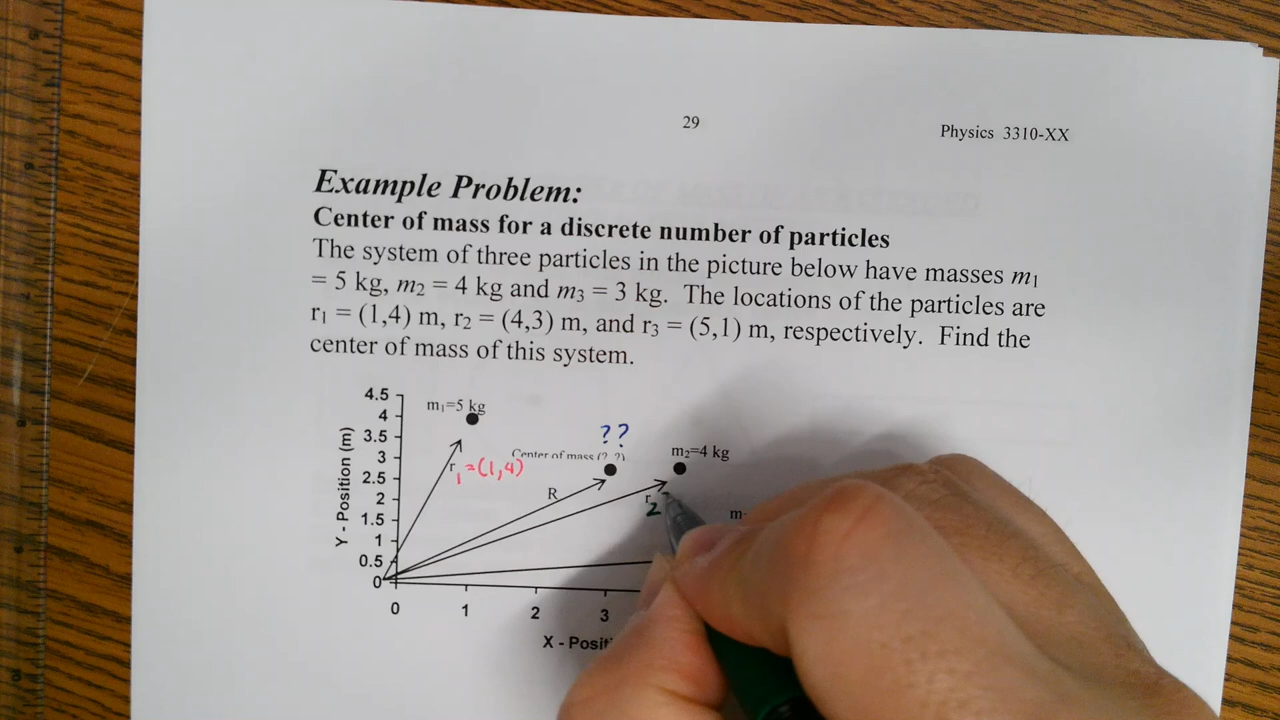 29
Physics 3310-XX
Example Problem:
Center of mass for a discrete number of particles
The system of three particles in the picture below have masses m₁
= 5 kg, m₂ = 4 kg and m₃ = 3 kg. The locations of the particles are
r₁ = (1,4) m, r₂ = (4,3) m, and r₃ = (5,1) m, respectively. Find the
center of mass of this system.
4.5
4
3.5
3
2.5
2
1.5
1
0.5
0
Y - Position (m)
m₁=5 kg
r₁ =(1,4)
??
Center of mass (?,?)
R
m₂=4 kg
r₂
0 1 2 3